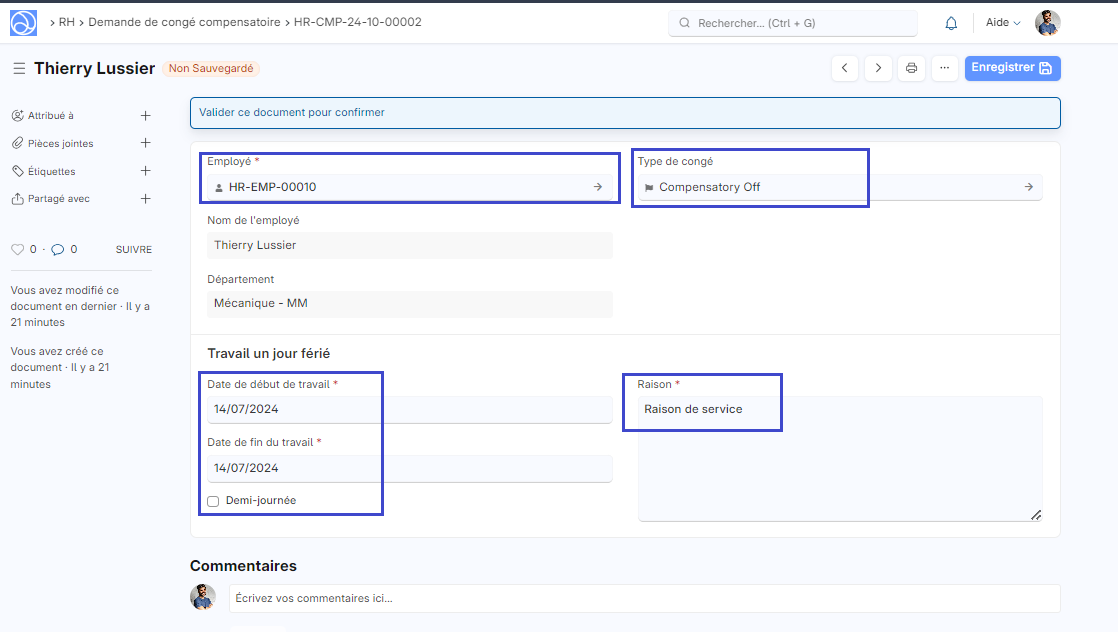 RH > Demande de congé compensatoire > HR-CMP-24-10-00002
Rechercher... (Ctrl + G)
Aide
Thierry Lussier
Non Sauvegardé
...
Enregistrer
Attribué à
Pièces jointes
Étiquettes
Partagé avec
0 · 0
SUIVRE
Vous avez modifié ce
document en dernier · Il y a
21 minutes
Vous avez créé ce
document · Il y a 21
minutes
Valider ce document pour confirmer
Employé *
HR-EMP-00010
Type de congé
Compensatory Off
Nom de l'employé
Thierry Lussier
Département
Mécanique - MM
Travail un jour férié
Date de début de travail *
14/07/2024
Date de fin du travail *
14/07/2024
Demi-journée
Raison *
Raison de service
Commentaires
Écrivez vos commentaires ici...